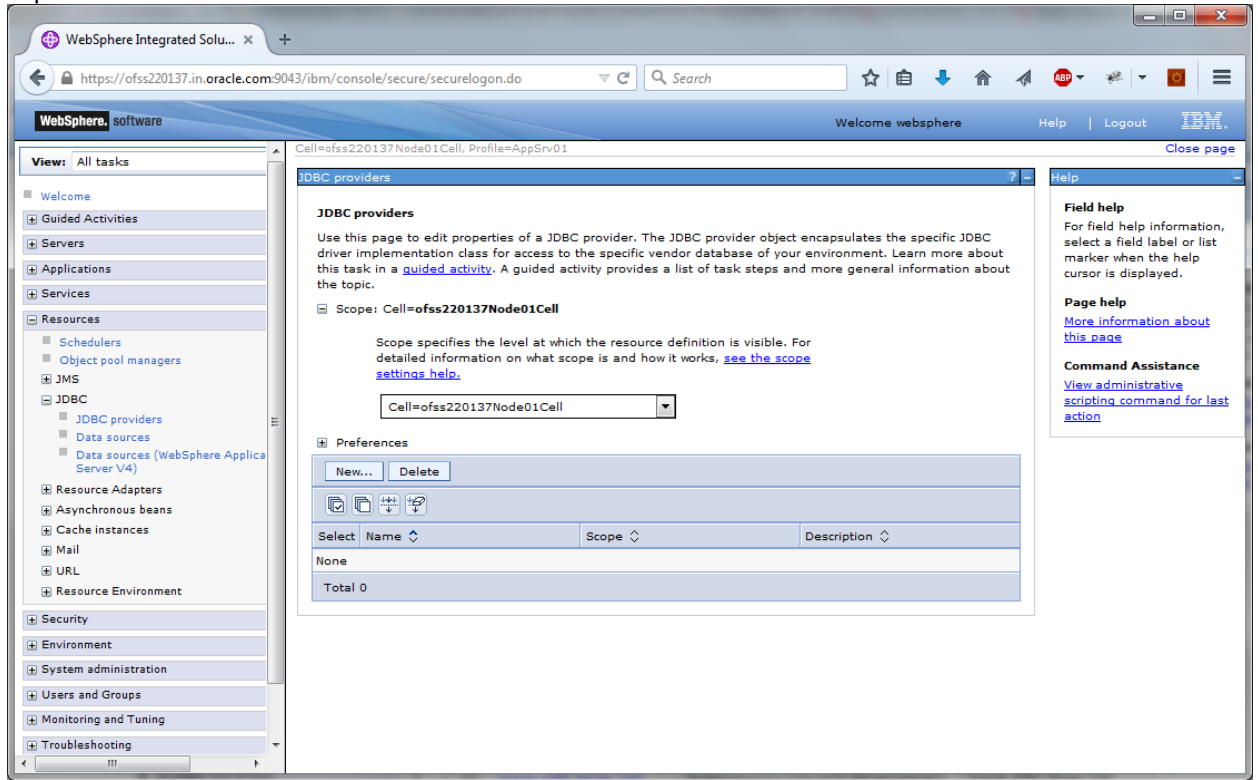 WebSphere Integrated Solu... ×
+
https://ofss220137.in.oracle.com:9043/ibm/console/secure/securelogon.do
Search
ABP
WebSphere. software
Welcome websphere
Help | Logout
IBM.
View: All tasks
Welcome
Guided Activities
Servers
Applications
Services
Resources
Schedulers
Object pool managers
JMS
JDBC
JDBC providers
Data sources
Data sources (WebSphere Applica
Server V4)
Resource Adapters
Asynchronous beans
Cache instances
Mail
URL
Resource Environment
Security
Environment
System administration
Users and Groups
Monitoring and Tuning
Troubleshooting
Cell=ofss220137Node01Cell, Profile=AppSrv01
Close page
JDBC providers
? –
JDBC providers
Use this page to edit properties of a JDBC provider. The JDBC provider object encapsulates the specific JDBC
driver implementation class for access to the specific vendor database of your environment. Learn more about
this task in a guided activity. A guided activity provides a list of task steps and more general information about
the topic.
Scope: Cell=ofss220137Node01Cell
Scope specifies the level at which the resource definition is visible. For
detailed information on what scope is and how it works, see the scope
settings help.
Cell=ofss220137Node01Cell
Preferences
New... Delete
Select Name Scope Description
None
Total 0
Help –
Field help
For field help information,
select a field label or list
marker when the help
cursor is displayed.
Page help
More information about
this page
Command Assistance
View administrative
scripting command for last
action